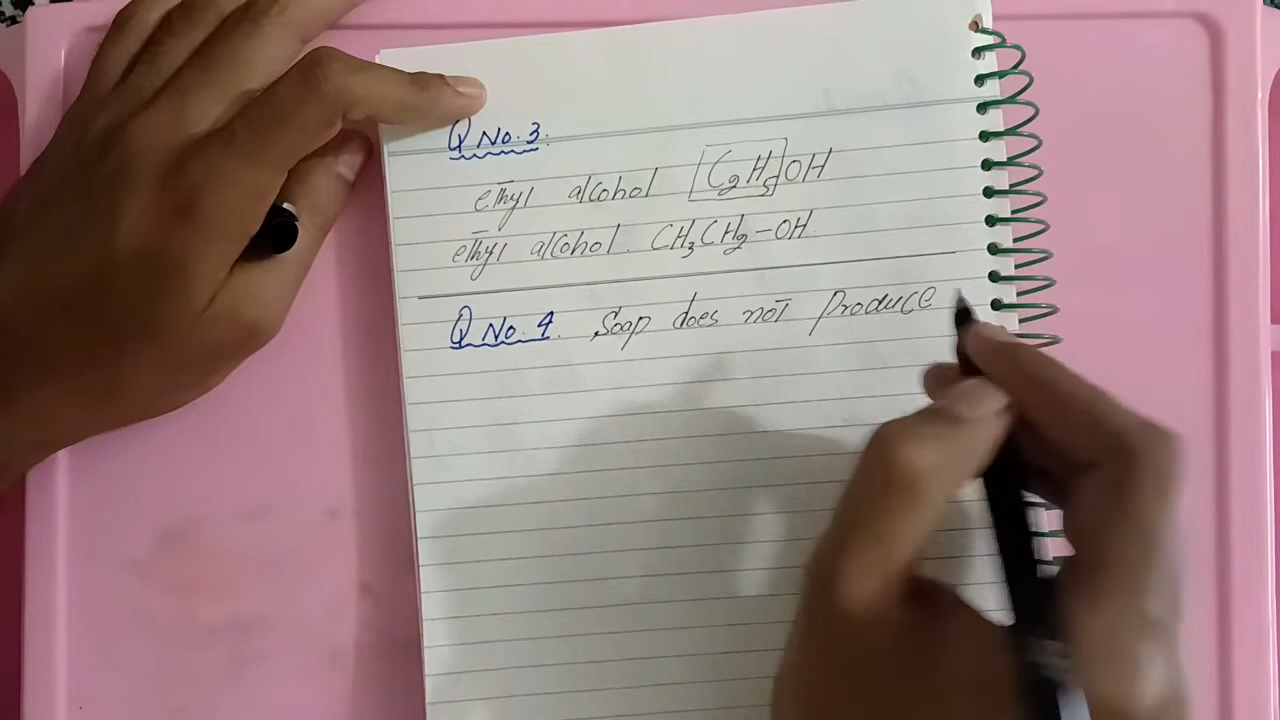 Q No. 3.
ethyl alcohol C₂H₅OH
ethyl alcohol. CH₃CH₂-OH
Q No. 4. Soap does not Produce